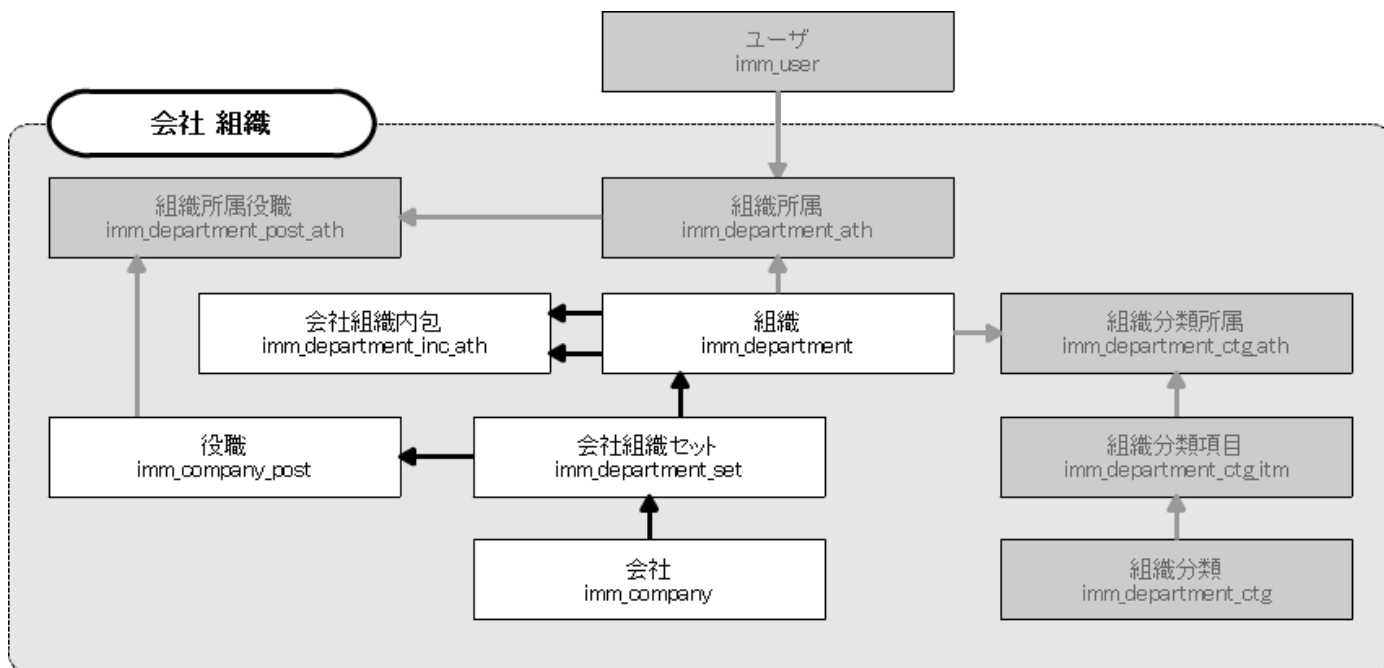 ユーザ
imm_user
会社 組織
組織所属役職
imm_department_post_ath
組織所属
imm_department_ath
会社組織内包
imm_department_inc_ath
組織
imm_department
組織分類所属
imm_department_ctg_ath
役職
imm_company_post
会社組織セット
imm_department_set
組織分類項目
imm_department_ctg_itm
会社
imm_company
組織分類
imm_department_ctg